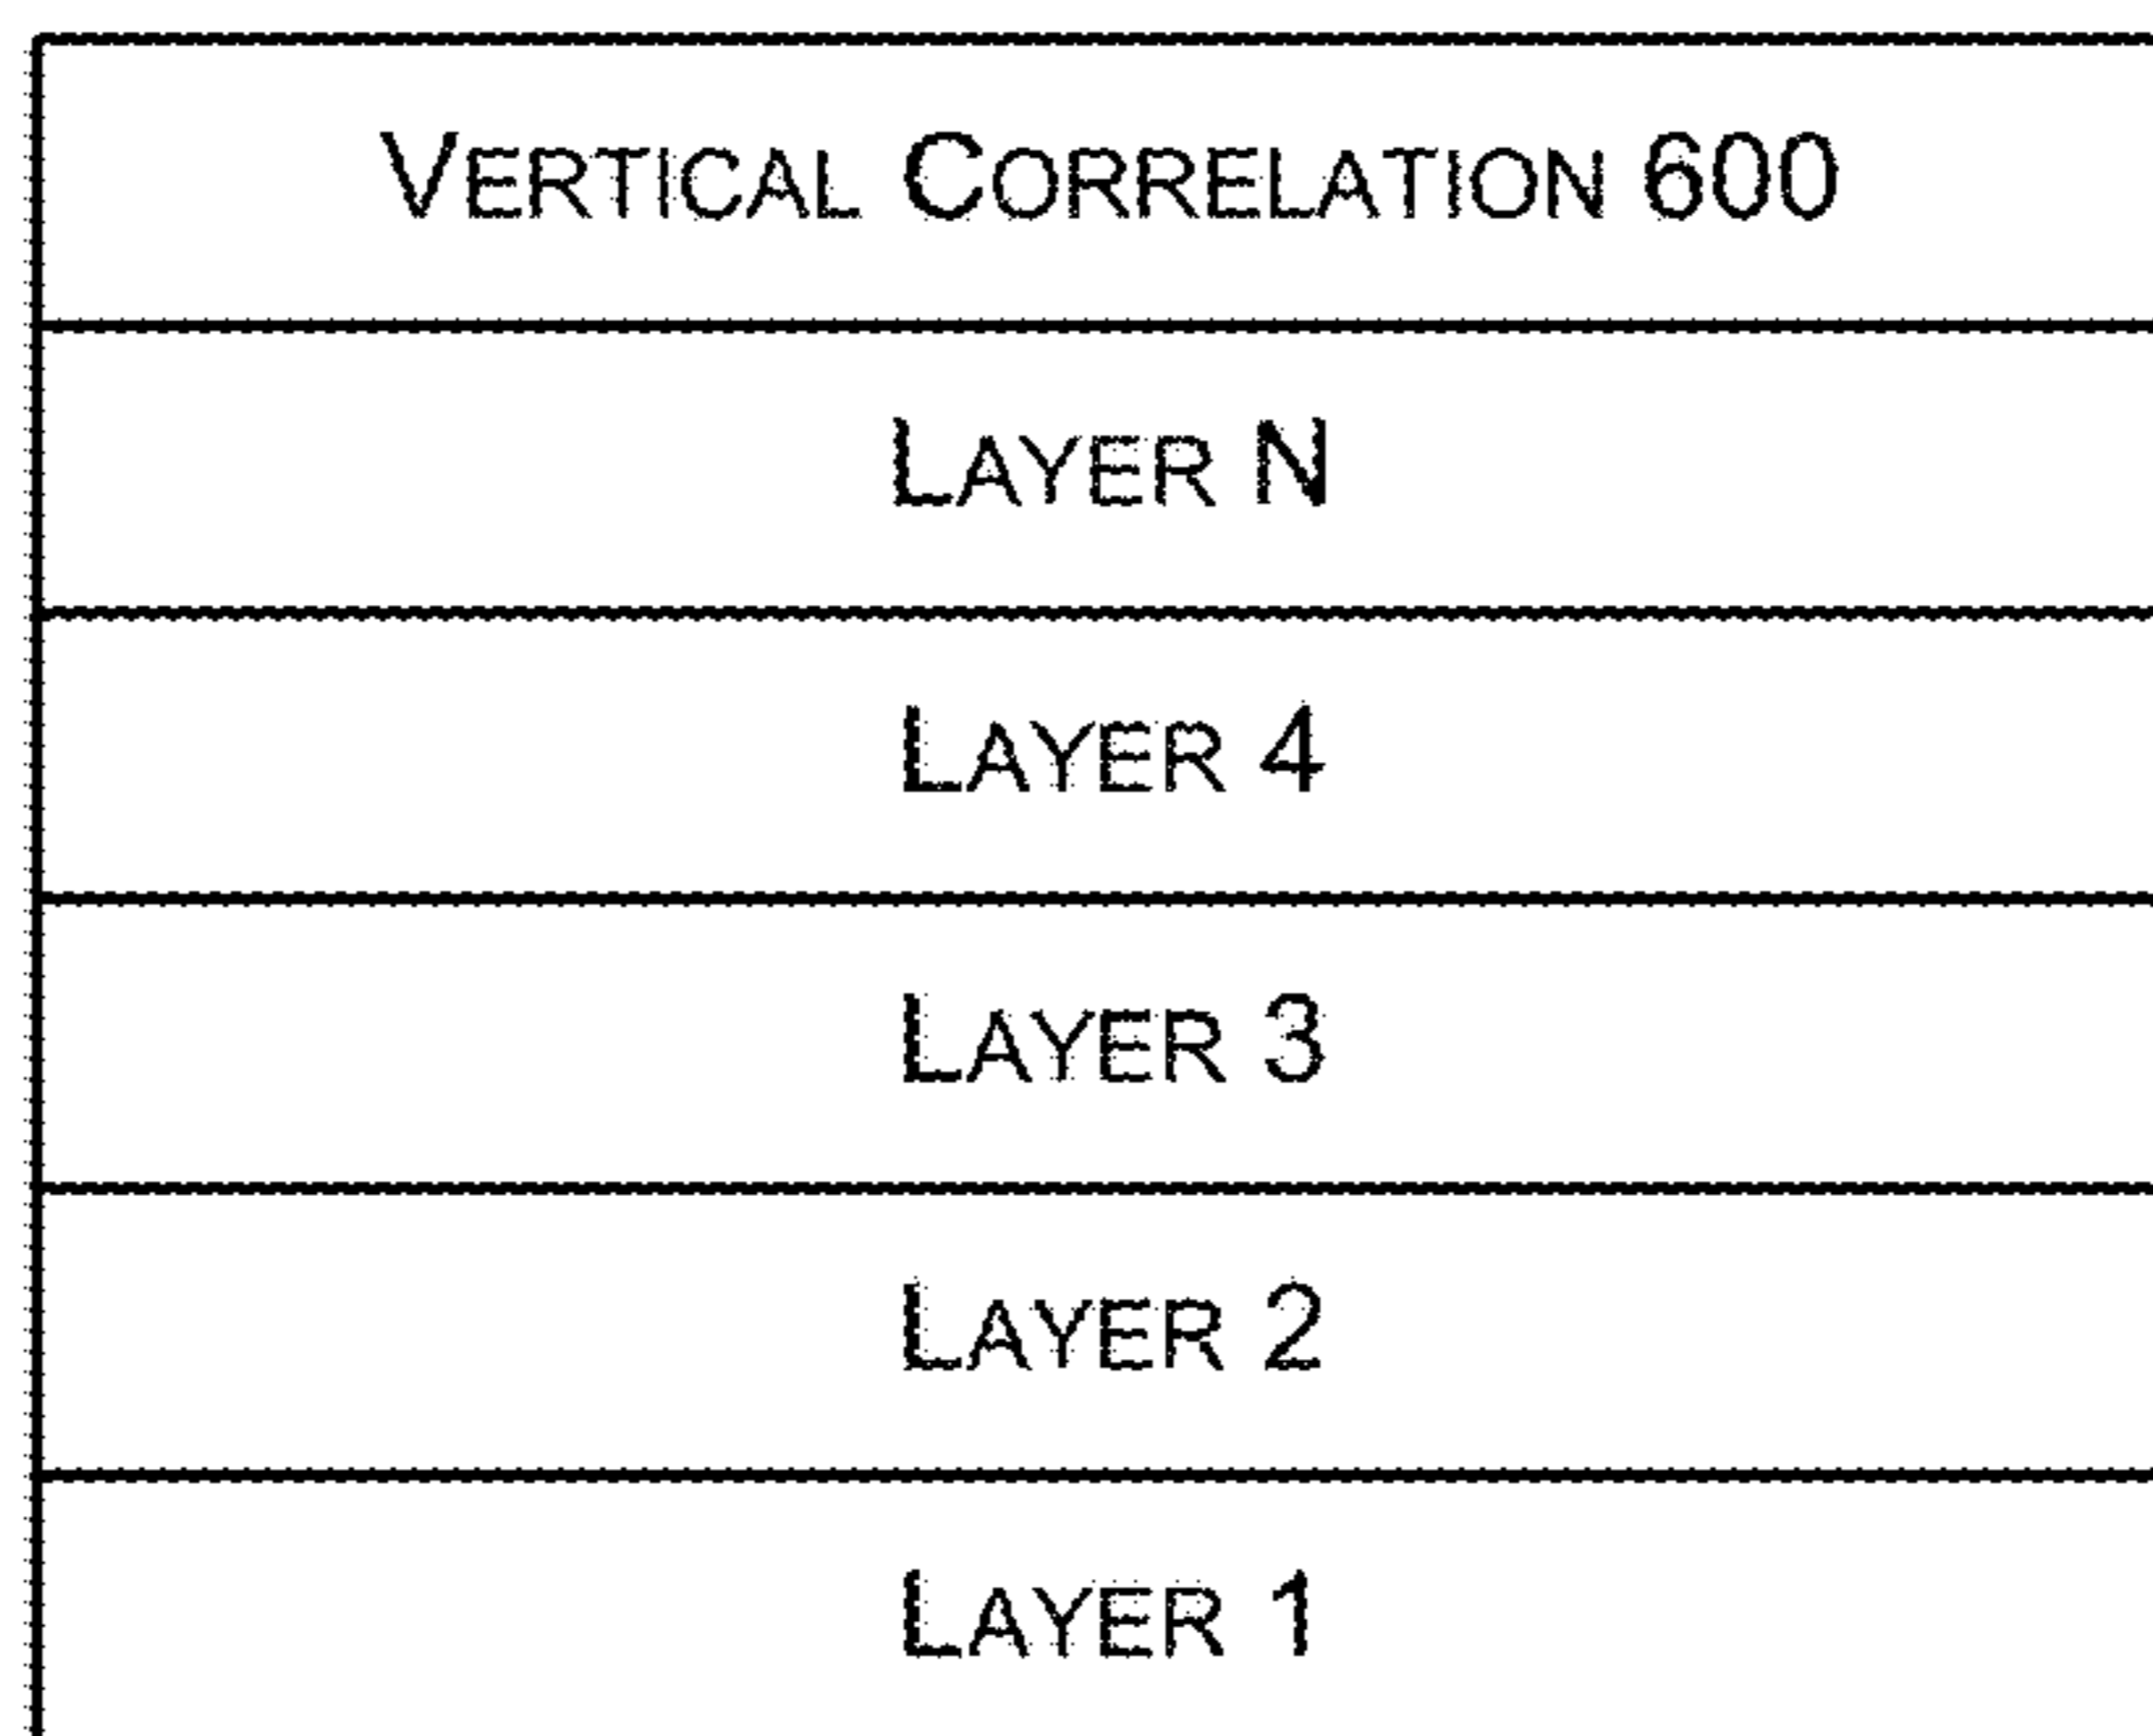 VERTICAL CORRELATION 600
LAYER N
LAYER 4
LAYER 3
LAYER 2
LAYER 1